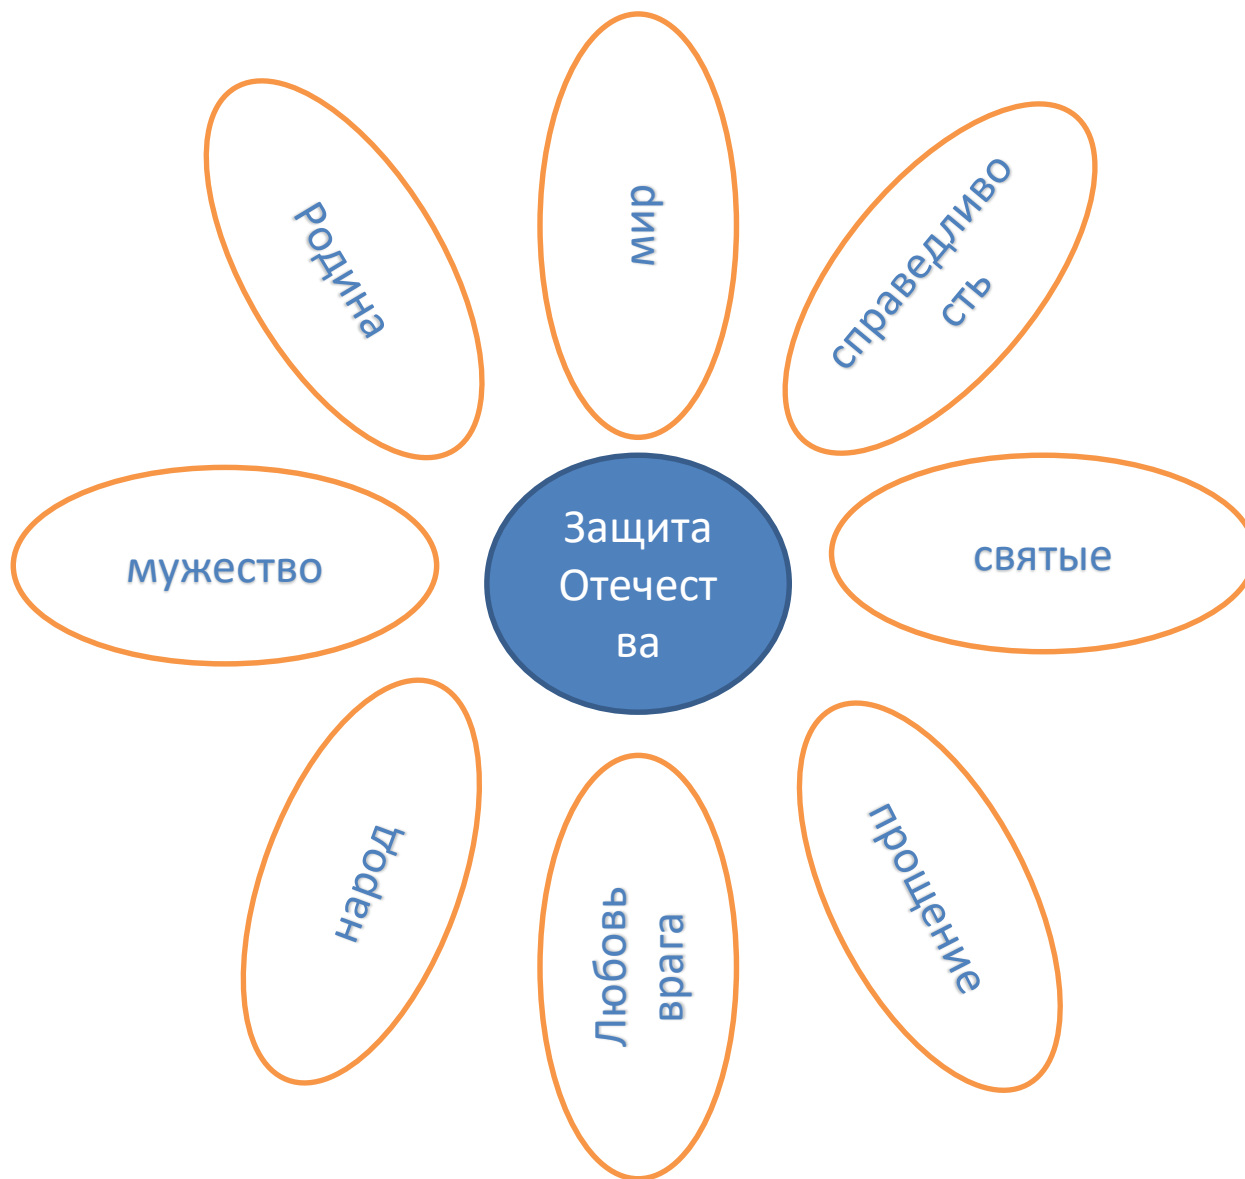 мир
Родина
справедливо
сть
мужество
Защита
Отечест
ва
святые
народ
Любовь
врага
прощение